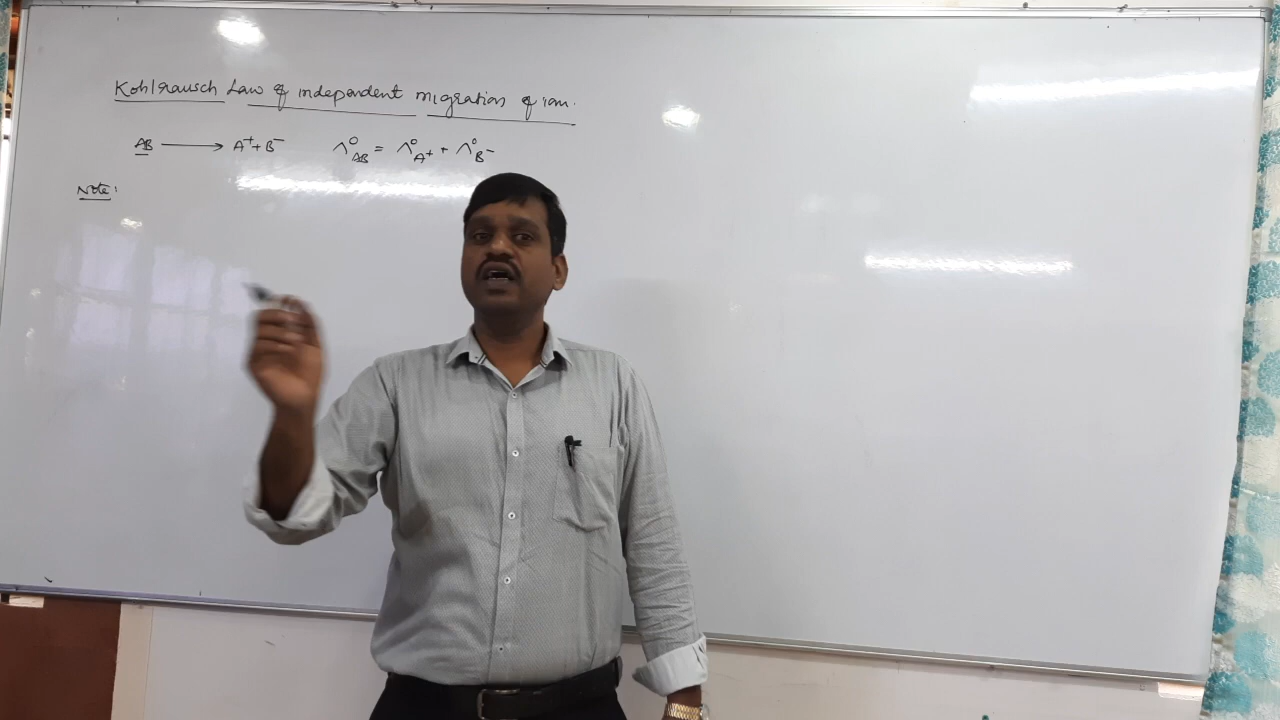 Kohlrausch Law of independent migration of ion.
AB ⟶ A⁺+B⁻ Λ°AB = Λ°A⁺ + Λ°B⁻
Note: